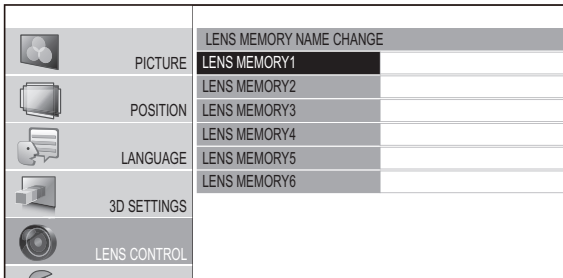 LENS MEMORY NAME CHANGE
PICTURE
LENS MEMORY1
LENS MEMORY2
POSITION
LENS MEMORY3
LENS MEMORY4
LANGUAGE
LENS MEMORY5
LENS MEMORY6
3D SETTINGS
LENS CONTROL